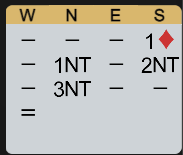 W N E S
– – – 1♦
– 1NT – 2NT
– 3NT – –
=